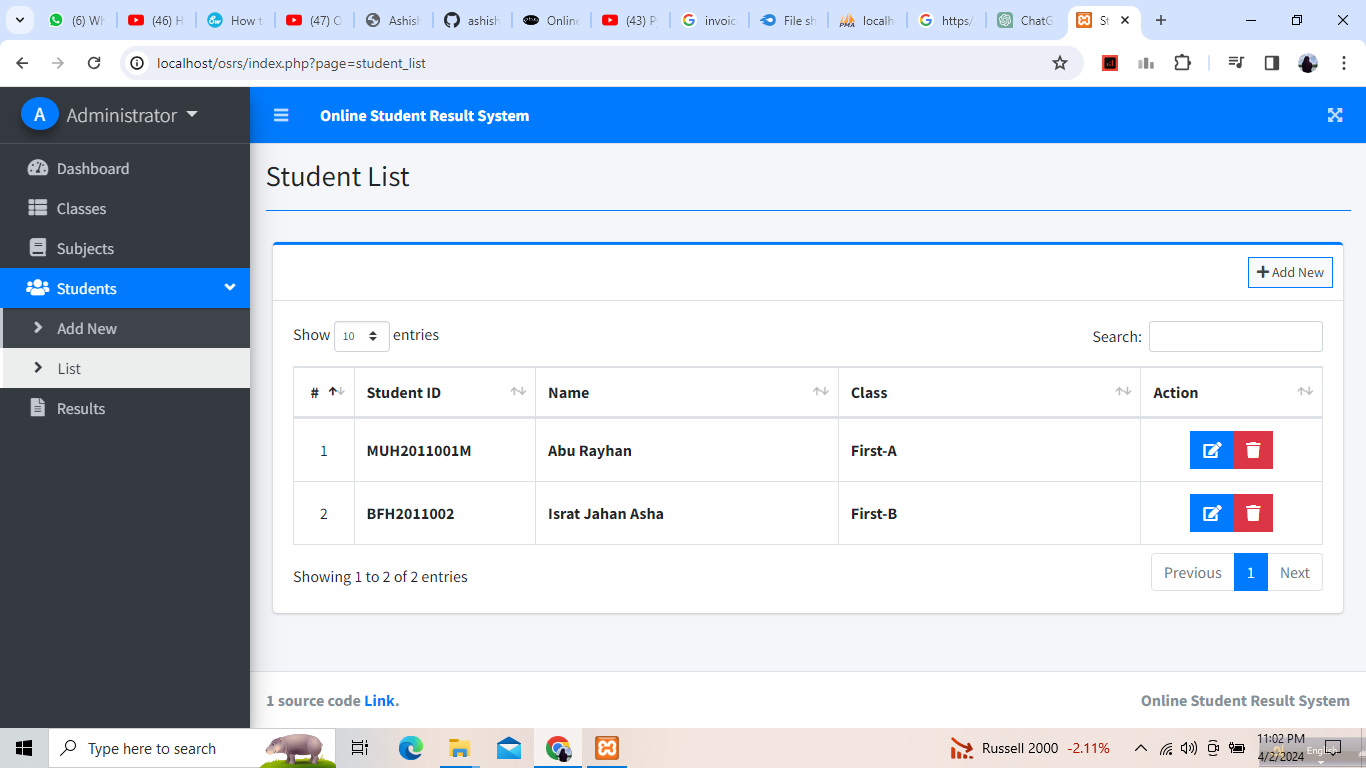 (6) Wh
(46) H
How t
(47) O
Ashish
ashish
Online
(43) P
invoic
File sh
localh
https:/
ChatG
St
localhost/osrs/index.php?page=student_list
A Administrator
Online Student Result System
Dashboard
Classes
Subjects
Students
Add New
List
Results
Student List
Add New
Show 10 entries
Search:
# Student ID Name Class Action
1 MUH2011001M Abu Rayhan First-A
2 BFH2011002 Israt Jahan Asha First-B
Showing 1 to 2 of 2 entries
Previous 1 Next
1 source code Link.
Online Student Result System
Type here to search
Russell 2000 -2.11%
11:02 PM
4/2/2024
English